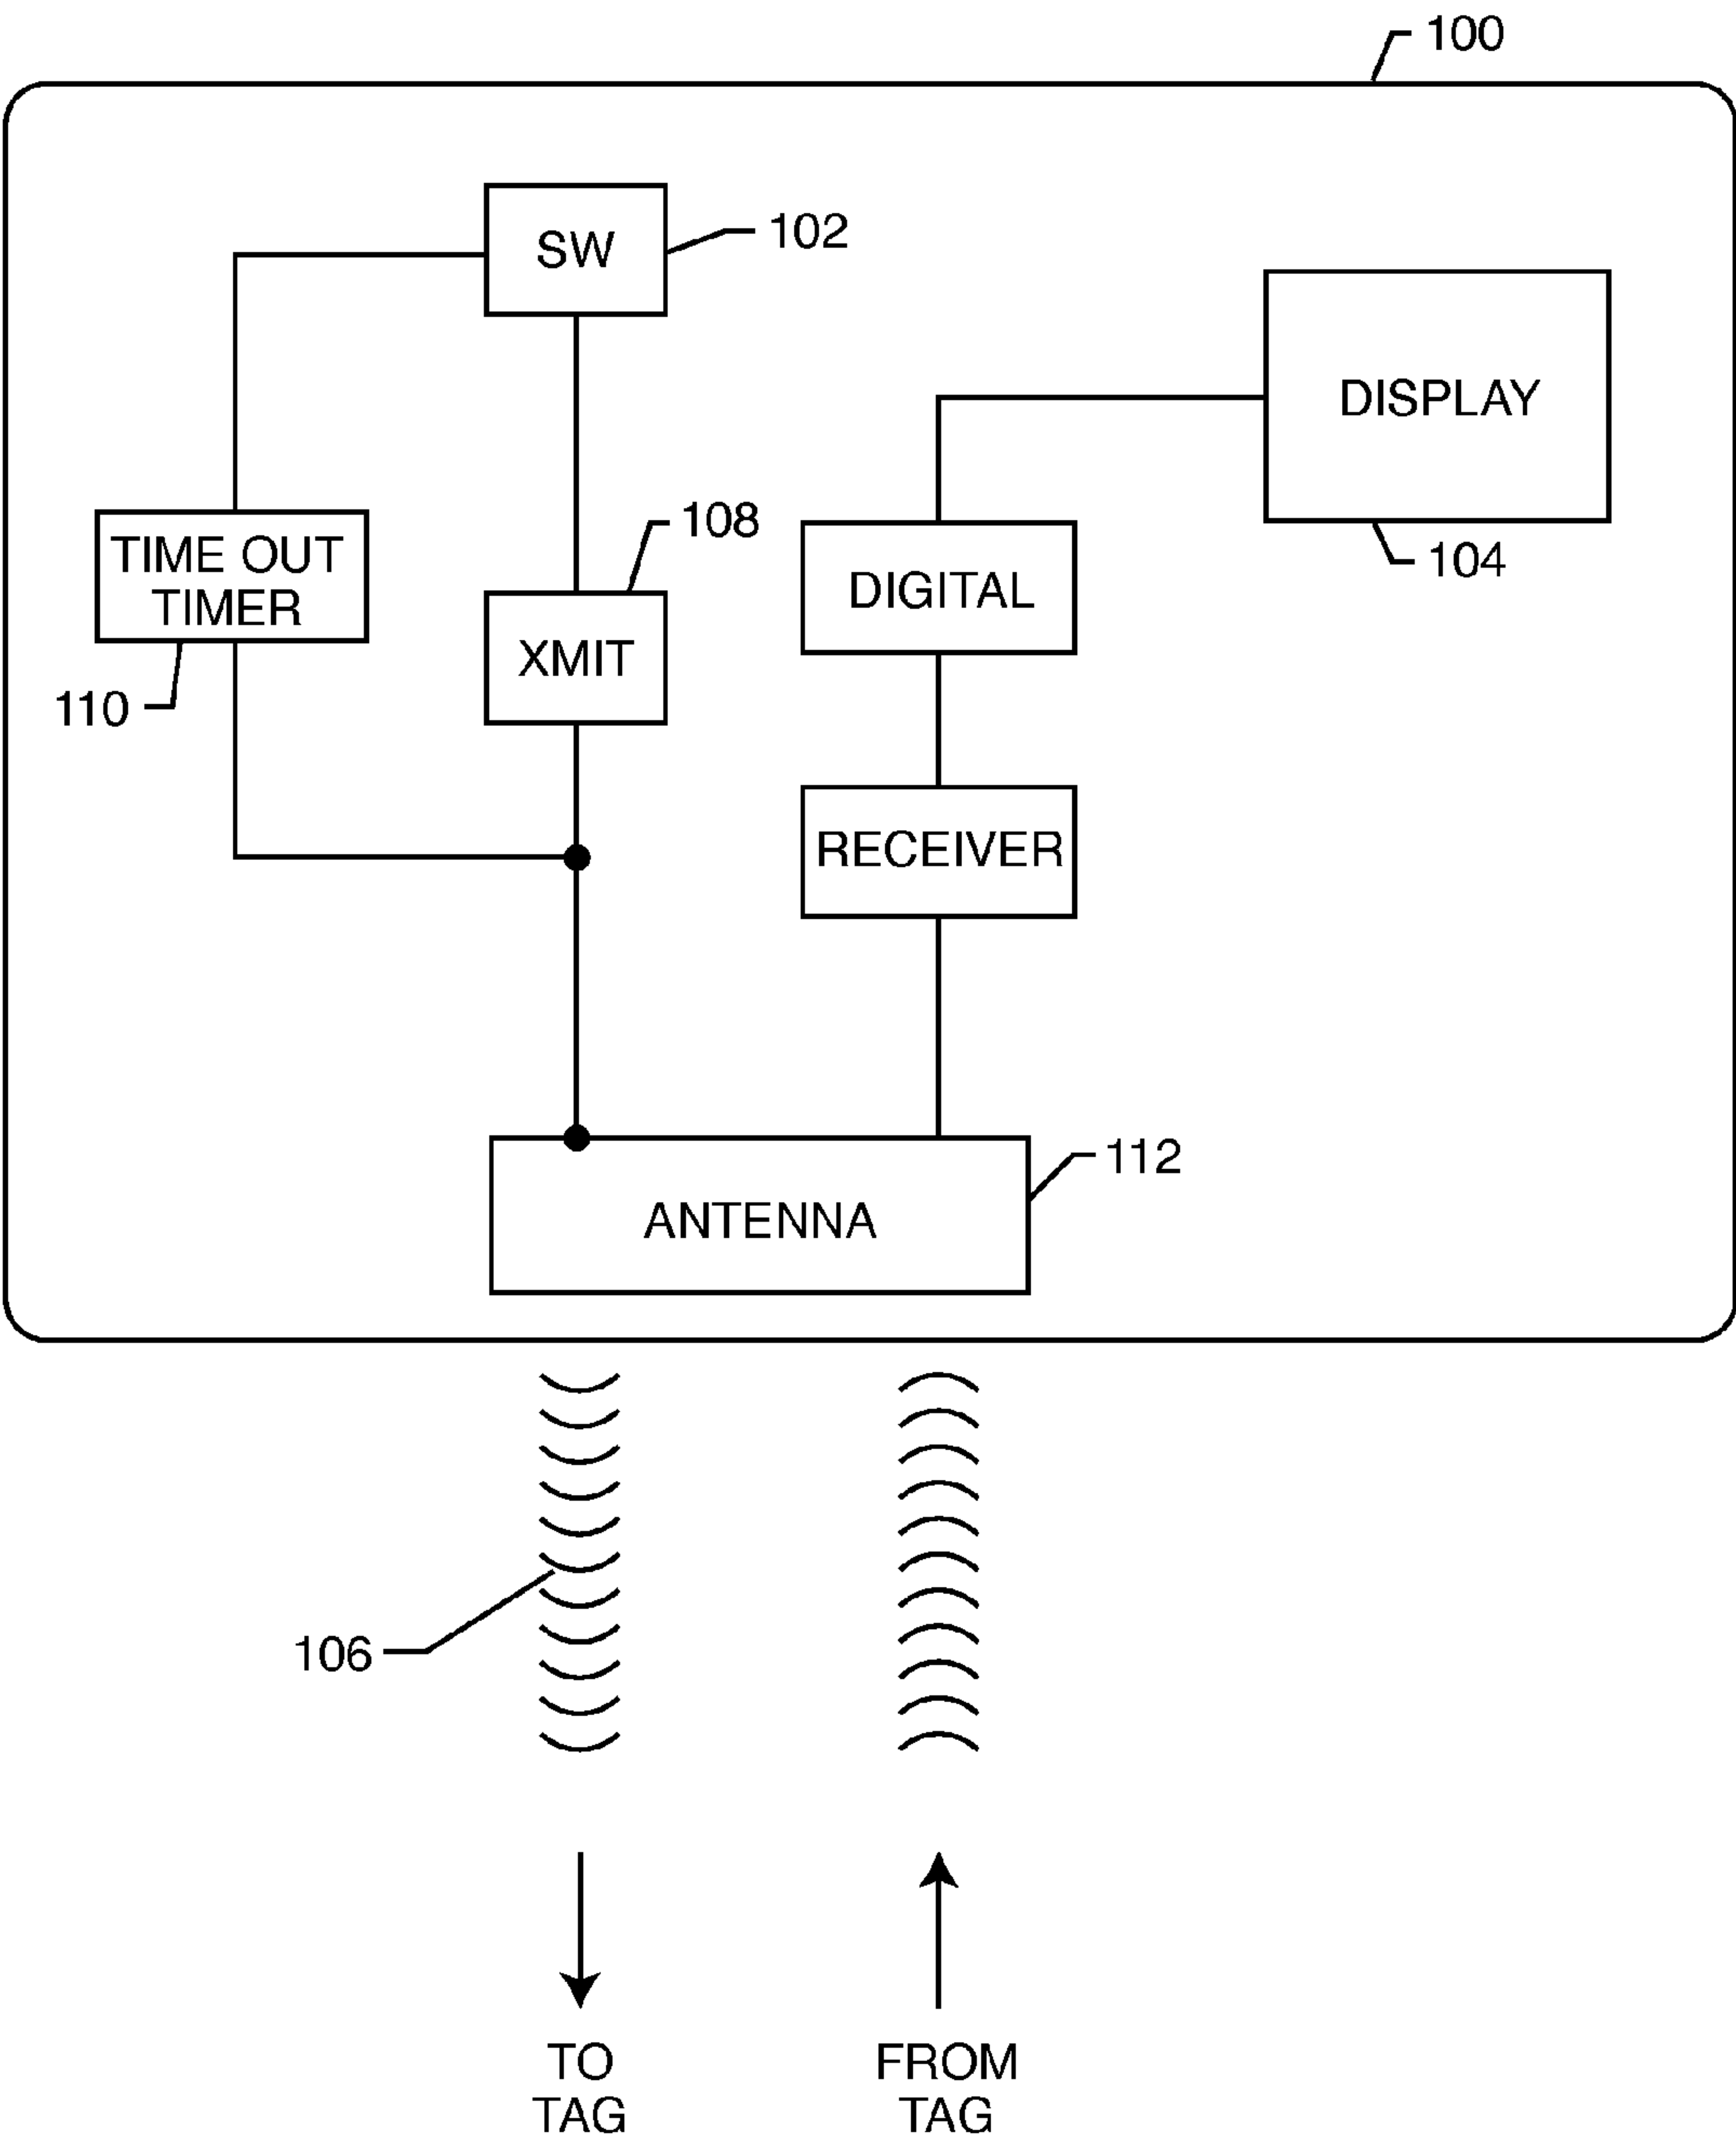 100
SW
102
DISPLAY
104
TIME OUT
TIMER
110
108
XMIT
DIGITAL
RECEIVER
ANTENNA
112
106
TO
TAG
FROM
TAG